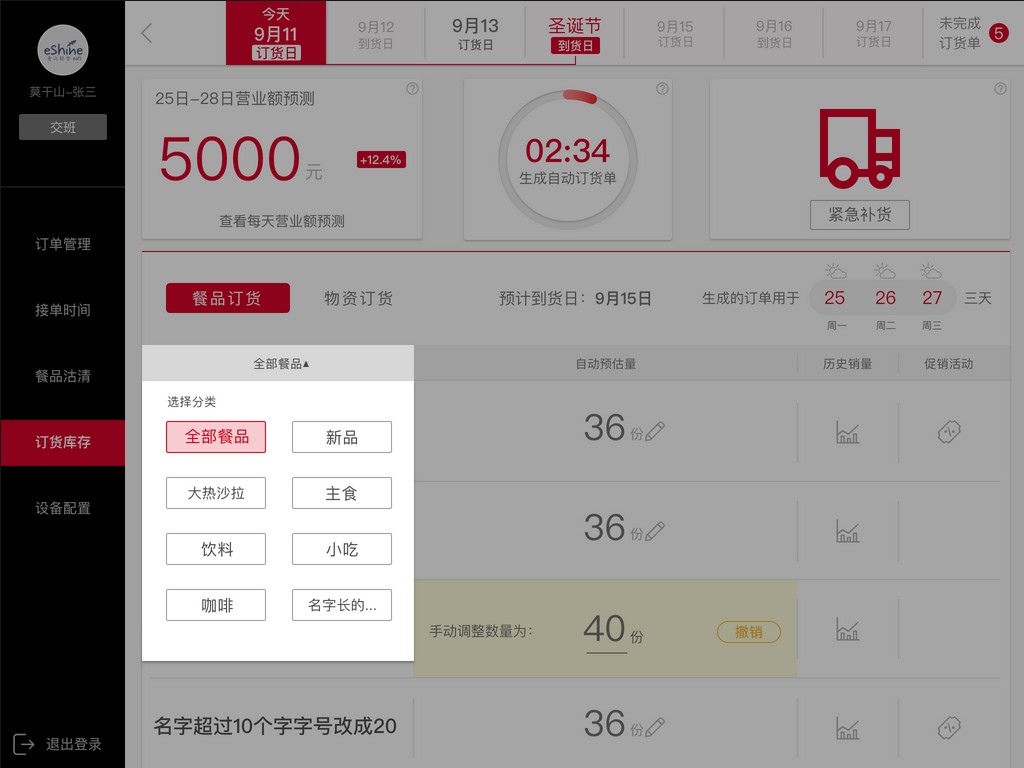 eShine
莫干山-张三
交班
订单管理
接单时间
餐品沽清
订货库存
设备配置
退出登录
今天
9月11
订货日
9月12
到货日
9月13
订货日
圣诞节
到货日
9月15
订货日
9月16
到货日
9月17
订货日
未完成
订货单
5
25日-28日营业额预测
5000元
+12.4%
查看每天营业额预测
02:34
生成自动订货单
紧急补货
餐品订货
物资订货
预计到货日：9月15日
生成的订单用于
25
26
27
三天
周一
周二
周三
全部餐品▴
自动预估量
历史销量
促销活动
选择分类
全部餐品
新品
大热沙拉
主食
饮料
小吃
咖啡
名字长的...
36份
36份
手动调整数量为：
40份
撤销
名字超过10个字字号改成20
36份